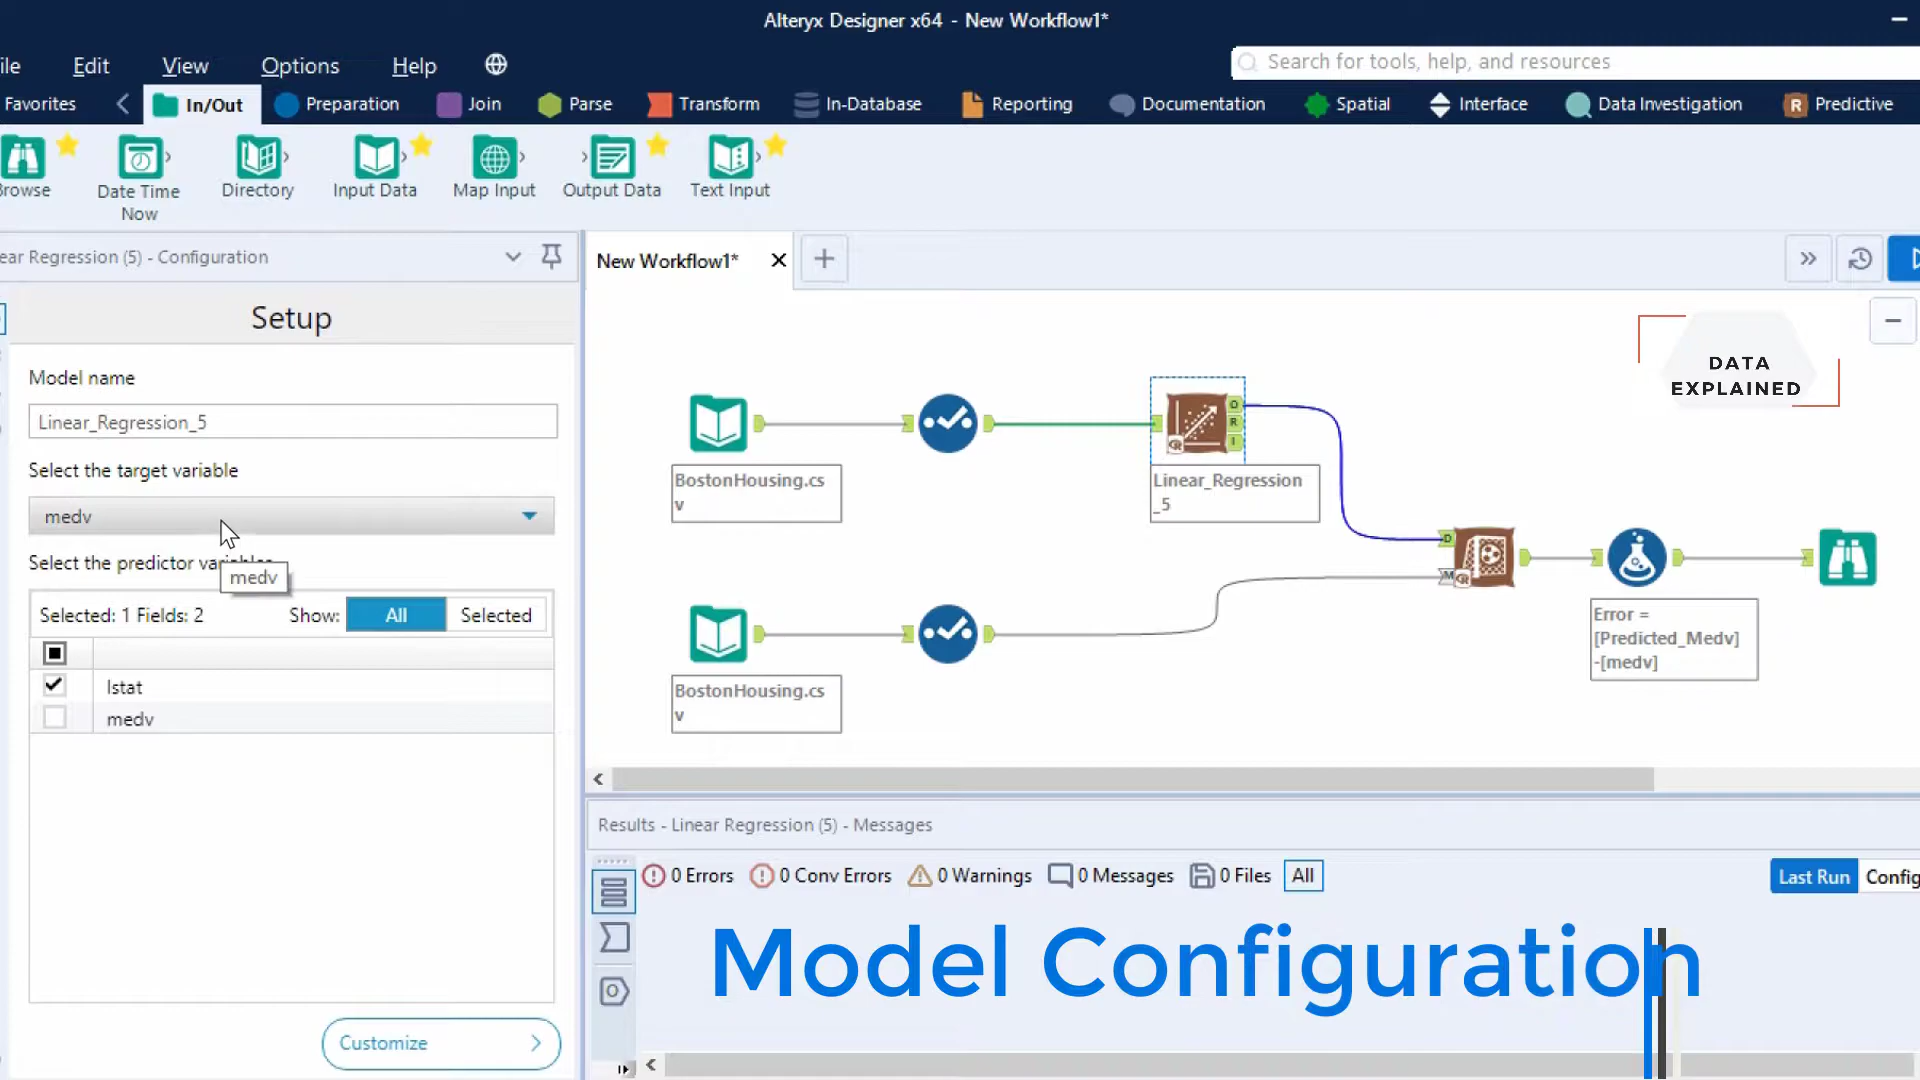 Alteryx Designer x64 - New Workflow1*
ile Edit View Options Help
Search for tools, help, and resources
Favorites In/Out Preparation Join Parse Transform In-Database Reporting Documentation Spatial Interface Data Investigation Predictive
Browse Date Time Now Directory Input Data Map Input Output Data Text Input
ear Regression (5) - Configuration
New Workflow1*
Setup
Model name
Linear_Regression_5
Select the target variable
medv
Select the predictor variables
medv
Selected: 1 Fields: 2 Show: All Selected
lstat
medv
Customize
DATA
EXPLAINED
O
R
I
BostonHousing.cs
v
Linear_Regression
_5
D
M
Error =
[Predicted_Medv]
-[medv]
BostonHousing.cs
v
Results - Linear Regression (5) - Messages
0 Errors 0 Conv Errors 0 Warnings 0 Messages 0 Files All
Last Run Config
Model Configuration